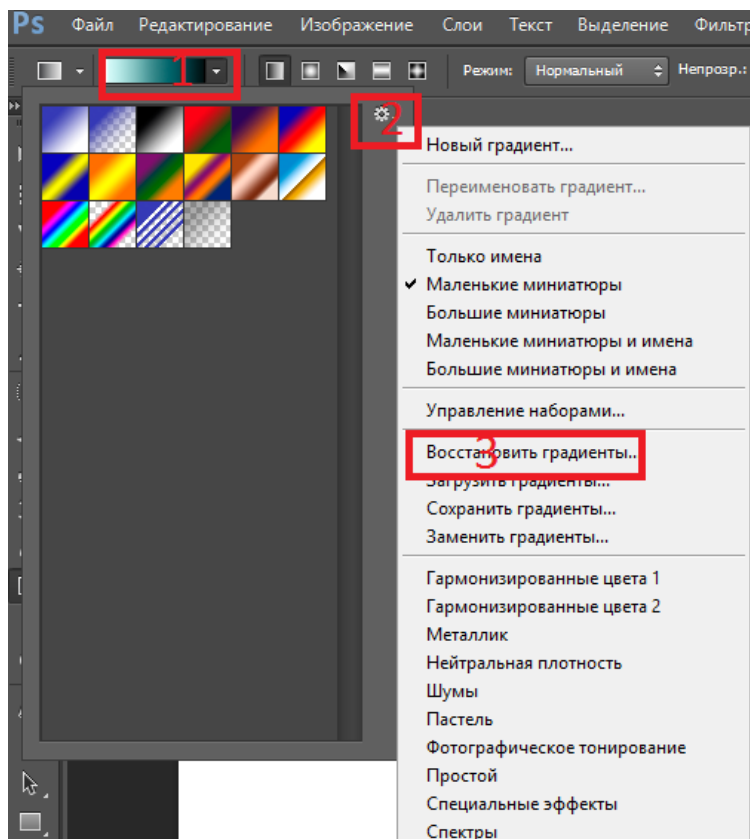 Ps Файл Редактирование Изображение Слои Текст Выделение Фильтр
1 Режим: Нормальный Непрозр.:
2
Новый градиент...
Переименовать градиент...
Удалить градиент
Только имена
Маленькие миниатюры
Большие миниатюры
Маленькие миниатюры и имена
Большие миниатюры и имена
Управление наборами...
Восстановить градиенты...
3
Загрузить градиенты...
Сохранить градиенты...
Заменить градиенты...
Гармонизированные цвета 1
Гармонизированные цвета 2
Металлик
Нейтральная плотность
Шумы
Пастель
Фотографическое тонирование
Простой
Специальные эффекты
Спектры